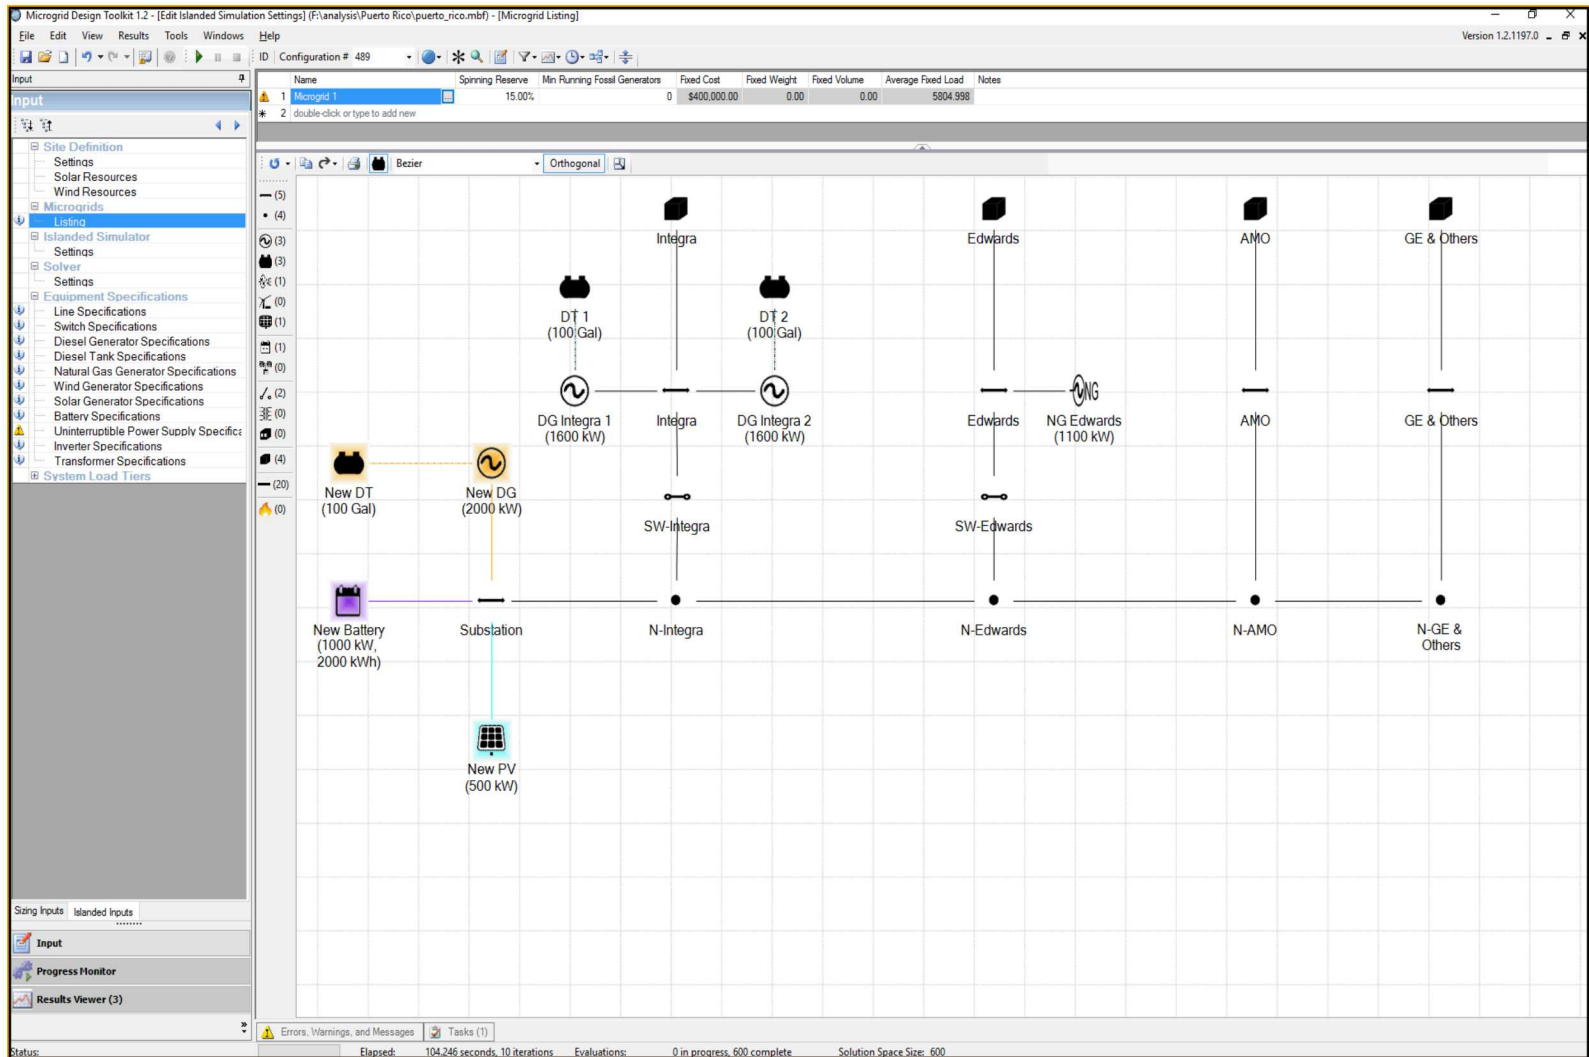 Microgrid Design Toolkit 1.2 - [Edit Islanded Simulation Settings] (F:\analysis\Puerto Rico\puerto_rico.mbf) - [Microgrid Listing]
File Edit View Results Tools Windows Help
Version 1.2.1197.0
ID Configuration # 489
Input
Name Spinning Reserve Min Running Fossil Generators Fixed Cost Fixed Weight Fixed Volume Average Fixed Load Notes
1 Microgrid 1 15.00% 0 $400,000.00 0.00 0.00 5804.998
2 double-click or type to add new
Input
Site Definition
Settings
Solar Resources
Wind Resources
Microgrids
Listing
Islanded Simulator
Settings
Solver
Settings
Equipment Specifications
Line Specifications
Switch Specifications
Diesel Generator Specifications
Diesel Tank Specifications
Natural Gas Generator Specifications
Wind Generator Specifications
Solar Generator Specifications
Battery Specifications
Uninterruptible Power Supply Specifica
Inverter Specifications
Transformer Specifications
System Load Tiers
Bezier Orthogonal
(5)
(4)
(3)
(3)
(1)
(0)
(1)
(1)
(0)
(2)
(0)
(0)
(4)
(20)
(0)
Integra Edwards AMO GE & Others
DT 1
(100 Gal)
DT 2
(100 Gal)
NG
DG Integra 1
(1600 kW)
Integra
DG Integra 2
(1600 kW)
Edwards
NG Edwards
(1100 kW)
AMO
GE & Others
New DT
(100 Gal)
New DG
(2000 kW)
SW-Integra
SW-Edwards
New Battery
(1000 kW,
2000 kWh)
Substation
N-Integra
N-Edwards
N-AMO
N-GE &
Others
New PV
(500 kW)
Sizing Inputs Islanded Inputs
Input
Progress Monitor
Results Viewer (3)
Errors, Warnings, and Messages Tasks (1)
Status: Elapsed: 104.246 seconds, 10 iterations Evaluations: 0 in progress, 600 complete Solution Space Size: 600